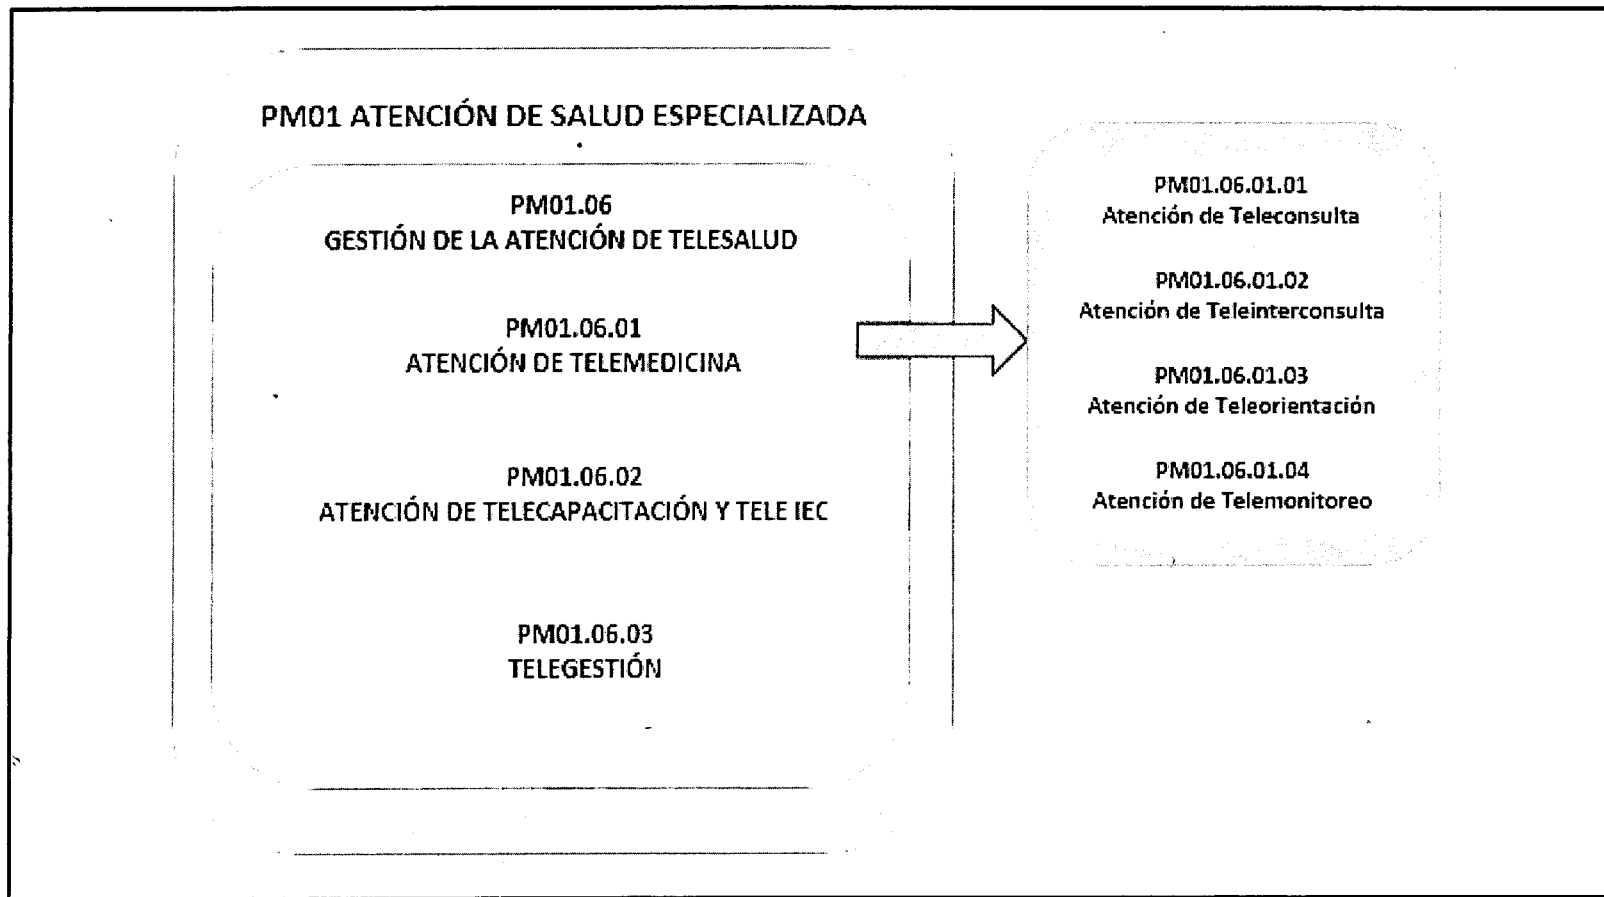 PM01 ATENCIÓN DE SALUD ESPECIALIZADA
PM01.06
GESTIÓN DE LA ATENCIÓN DE TELESALUD
PM01.06.01
ATENCIÓN DE TELEMEDICINA
PM01.06.02
ATENCIÓN DE TELECAPACITACIÓN Y TELE IEC
PM01.06.03
TELEGESTIÓN
PM01.06.01.01
Atención de Teleconsulta
PM01.06.01.02
Atención de Teleinterconsulta
PM01.06.01.03
Atención de Teleorientación
PM01.06.01.04
Atención de Telemonitoreo